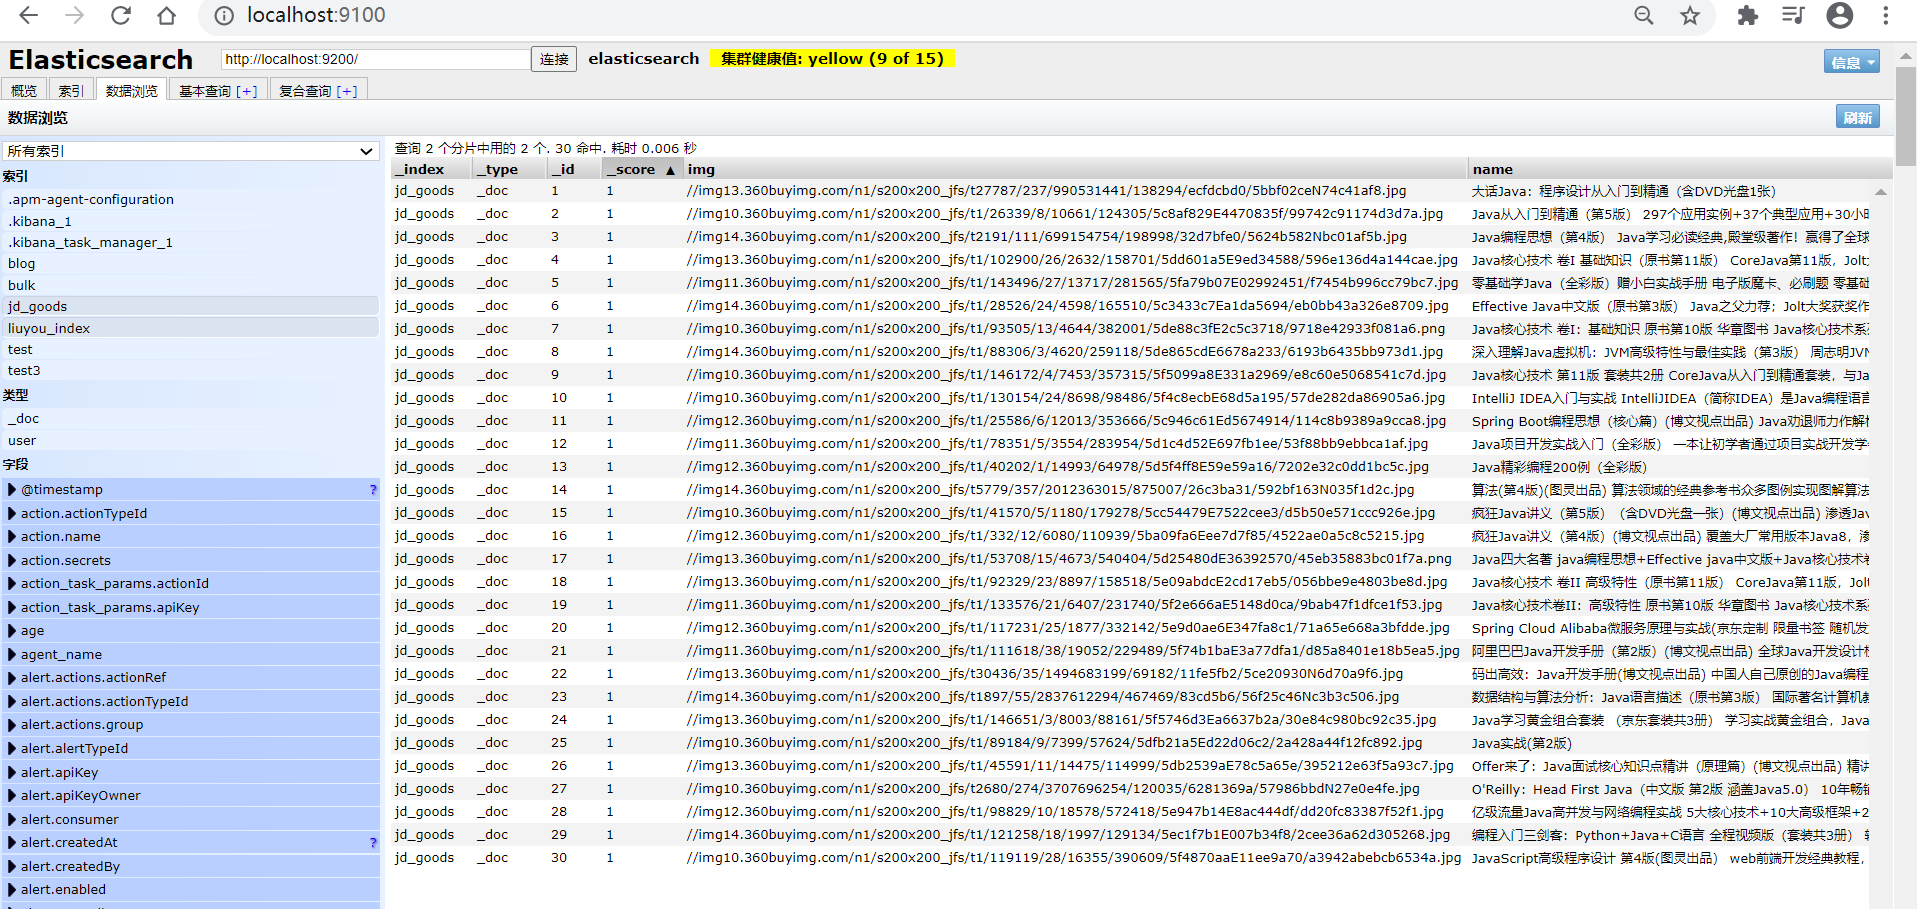 localhost:9100
Elasticsearch http://localhost:9200/ 连接 elasticsearch 集群健康值: yellow (9 of 15) 信息
概览 索引 数据浏览 基本查询 [+] 复合查询 [+]
数据浏览 刷新
所有索引
索引
.apm-agent-configuration
.kibana_1
.kibana_task_manager_1
blog
bulk
jd_goods
liuyou_index
test
test3
类型
_doc
user
字段
@timestamp ?
action.actionTypeId
action.name
action.secrets
action_task_params.actionId
action_task_params.apiKey
age
agent_name
alert.actions.actionRef
alert.actions.actionTypeId
alert.actions.group
alert.alertTypeId
alert.apiKey
alert.apiKeyOwner
alert.consumer
alert.createdAt ?
alert.createdBy
alert.enabled
查询 2 个分片中用的 2 个. 30 命中. 耗时 0.006 秒
_index _type _id _score ▲ img name
jd_goods _doc 1 1 //img13.360buyimg.com/n1/s200x200_jfs/t27787/237/990531441/138294/ecfdcbd0/5bbf02ceN74c41af8.jpg 大话Java：程序设计从入门到精通（含DVD光盘1张）
jd_goods _doc 2 1 //img10.360buyimg.com/n1/s200x200_jfs/t1/26339/8/10661/124305/5c8af829E4470835f/99742c91174d3d7a.jpg Java从入门到精通（第5版） 297个应用实例+37个典型应用+30小时
jd_goods _doc 3 1 //img14.360buyimg.com/n1/s200x200_jfs/t2191/111/699154754/198998/32d7bfe0/5624b582Nbc01af5b.jpg Java编程思想（第4版） Java学习必读经典,殿堂级著作！赢得了全球
jd_goods _doc 4 1 //img13.360buyimg.com/n1/s200x200_jfs/t1/102900/26/2632/158701/5dd601a5E9ed34588/596e136d4a144cae.jpg Java核心技术 卷I 基础知识（原书第11版） CoreJava第11版，Jolt
jd_goods _doc 5 1 //img11.360buyimg.com/n1/s200x200_jfs/t1/143496/27/13717/281565/5fa79b07E02992451/f7454b996cc79bc7.jpg 零基础学Java（全彩版）赠小白实战手册 电子版魔卡、必刷题 零基础
jd_goods _doc 6 1 //img14.360buyimg.com/n1/s200x200_jfs/t1/28526/24/4598/165510/5c3433c7Ea1da5694/eb0bb43a326e8709.jpg Effective Java中文版（原书第3版） Java之父力荐；Jolt大奖获奖作
jd_goods _doc 7 1 //img10.360buyimg.com/n1/s200x200_jfs/t1/93505/13/4644/382001/5de88c3fE2c5c3718/9718e42933f081a6.png Java核心技术 卷I：基础知识 原书第10版 华章图书 Java核心技术系
jd_goods _doc 8 1 //img14.360buyimg.com/n1/s200x200_jfs/t1/88306/3/4620/259118/5de865cdE6678a233/6193b6435bb973d1.jpg 深入理解Java虚拟机：JVM高级特性与最佳实践（第3版） 周志明JVM
jd_goods _doc 9 1 //img10.360buyimg.com/n1/s200x200_jfs/t1/146172/4/7453/357315/5f5099a8E331a2969/e8c60e5068541c7d.jpg Java核心技术 第11版 套装共2册 CoreJava从入门到精通套装，与Ja
jd_goods _doc 10 1 //img10.360buyimg.com/n1/s200x200_jfs/t1/130154/24/8698/98486/5f4c8ecbE68d5a195/57de282da86905a6.jpg IntelliJ IDEA入门与实战 IntelliJIDEA（简称IDEA）是Java编程语言
jd_goods _doc 11 1 //img12.360buyimg.com/n1/s200x200_jfs/t1/25586/6/12013/353666/5c946c61Ed5674914/114c8b9389a9cca8.jpg Spring Boot编程思想（核心篇）(博文视点出品) Java劝退师力作解析
jd_goods _doc 12 1 //img11.360buyimg.com/n1/s200x200_jfs/t1/78351/5/3554/283954/5d1c4d52E697fb1ee/53f88bb9ebbca1af.jpg Java项目开发实战入门（全彩版） 一本让初学者通过项目实战开发学
jd_goods _doc 13 1 //img12.360buyimg.com/n1/s200x200_jfs/t1/40202/1/14993/64978/5d5f4ff8E59e59a16/7202e32c0dd1bc5c.jpg Java精彩编程200例（全彩版）
jd_goods _doc 14 1 //img14.360buyimg.com/n1/s200x200_jfs/t5779/357/2012363015/875007/26c3ba31/592bf163N035f1d2c.jpg 算法(第4版)(图灵出品) 算法领域的经典参考书众多图例实现图解算法
jd_goods _doc 15 1 //img10.360buyimg.com/n1/s200x200_jfs/t1/41570/5/1180/179278/5cc54479E7522cee3/d5b50e571ccc926e.jpg 疯狂Java讲义（第5版）（含DVD光盘一张）(博文视点出品) 渗透Jav
jd_goods _doc 16 1 //img12.360buyimg.com/n1/s200x200_jfs/t1/332/12/6080/110939/5ba09fa6Eee7d7f85/4522ae0a5c8c5215.jpg 疯狂Java讲义（第4版）(博文视点出品) 覆盖大厂常用版本Java8，渗
jd_goods _doc 17 1 //img13.360buyimg.com/n1/s200x200_jfs/t1/53708/15/4673/540404/5d25480dE36392570/45eb35883bc01f7a.png Java四大名著 java编程思想+Effective java中文版+Java核心技术卷
jd_goods _doc 18 1 //img13.360buyimg.com/n1/s200x200_jfs/t1/92329/23/8897/158518/5e09abdcE2cd17eb5/056bbe9e4803be8d.jpg Java核心技术 卷II 高级特性（原书第11版） CoreJava第11版，Jol
jd_goods _doc 19 1 //img11.360buyimg.com/n1/s200x200_jfs/t1/133576/21/6407/231740/5f2e666aE5148d0ca/9bab47f1dfce1f53.jpg Java核心技术卷II：高级特性 原书第10版 华章图书 Java核心技术系
jd_goods _doc 20 1 //img12.360buyimg.com/n1/s200x200_jfs/t1/117231/25/1877/332142/5e9d0ae6E347fa8c1/71a65e668a3bfdde.jpg Spring Cloud Alibaba微服务原理与实战(京东定制 限量书签 随机发
jd_goods _doc 21 1 //img11.360buyimg.com/n1/s200x200_jfs/t1/111618/38/19052/229489/5f74b1baE3a77dfa1/d85a8401e18b5ea5.jpg 阿里巴巴Java开发手册（第2版）(博文视点出品) 全球Java开发设计
jd_goods _doc 22 1 //img13.360buyimg.com/n1/s200x200_jfs/t30436/35/1494683199/69182/11fe5fb2/5ce20930N6d70a9f6.jpg 码出高效：Java开发手册(博文视点出品) 中国人自己原创的Java编程
jd_goods _doc 23 1 //img14.360buyimg.com/n1/s200x200_jfs/t1897/55/2837612294/467469/83cd5b6/56f25c46Nc3b3c506.jpg 数据结构与算法分析：Java语言描述（原书第3版） 国际著名计算机教
jd_goods _doc 24 1 //img13.360buyimg.com/n1/s200x200_jfs/t1/146651/3/8003/88161/5f5746d3Ea6637b2a/30e84c980bc92c35.jpg Java学习黄金组合套装 （京东套装共3册） 学习实战黄金组合，Java
jd_goods _doc 25 1 //img10.360buyimg.com/n1/s200x200_jfs/t1/89184/9/7399/57624/5dfb21a5Ed22d06c2/2a428a44f12fc892.jpg Java实战(第2版)
jd_goods _doc 26 1 //img10.360buyimg.com/n1/s200x200_jfs/t1/45591/11/14475/114999/5db2539aE78c5a65e/395212e63f5a93c7.jpg Offer来了：Java面试核心知识点精讲（原理篇）(博文视点出品) 精讲
jd_goods _doc 27 1 //img10.360buyimg.com/n1/s200x200_jfs/t2680/274/3707696254/120035/6281369a/57986bbdN27e0e4fe.jpg O'Reilly：Head First Java（中文版 第2版 涵盖Java5.0） 10年畅销
jd_goods _doc 28 1 //img12.360buyimg.com/n1/s200x200_jfs/t1/98829/10/18578/572418/5e947b14E8ac444df/dd20fc83387f52f1.jpg 亿级流量Java高并发与网络编程实战 5大核心技术+10大高级框架+2
jd_goods _doc 29 1 //img14.360buyimg.com/n1/s200x200_jfs/t1/121258/18/1997/129134/5ec1f7b1E007b34f8/2cee36a62d305268.jpg 编程入门三剑客：Python+Java+C语言 全程视频版（套装共3册）
jd_goods _doc 30 1 //img10.360buyimg.com/n1/s200x200_jfs/t1/119119/28/16355/390609/5f4870aaE11ee9a70/a3942abebcb6534a.jpg JavaScript高级程序设计 第4版(图灵出品） web前端开发经典教程，